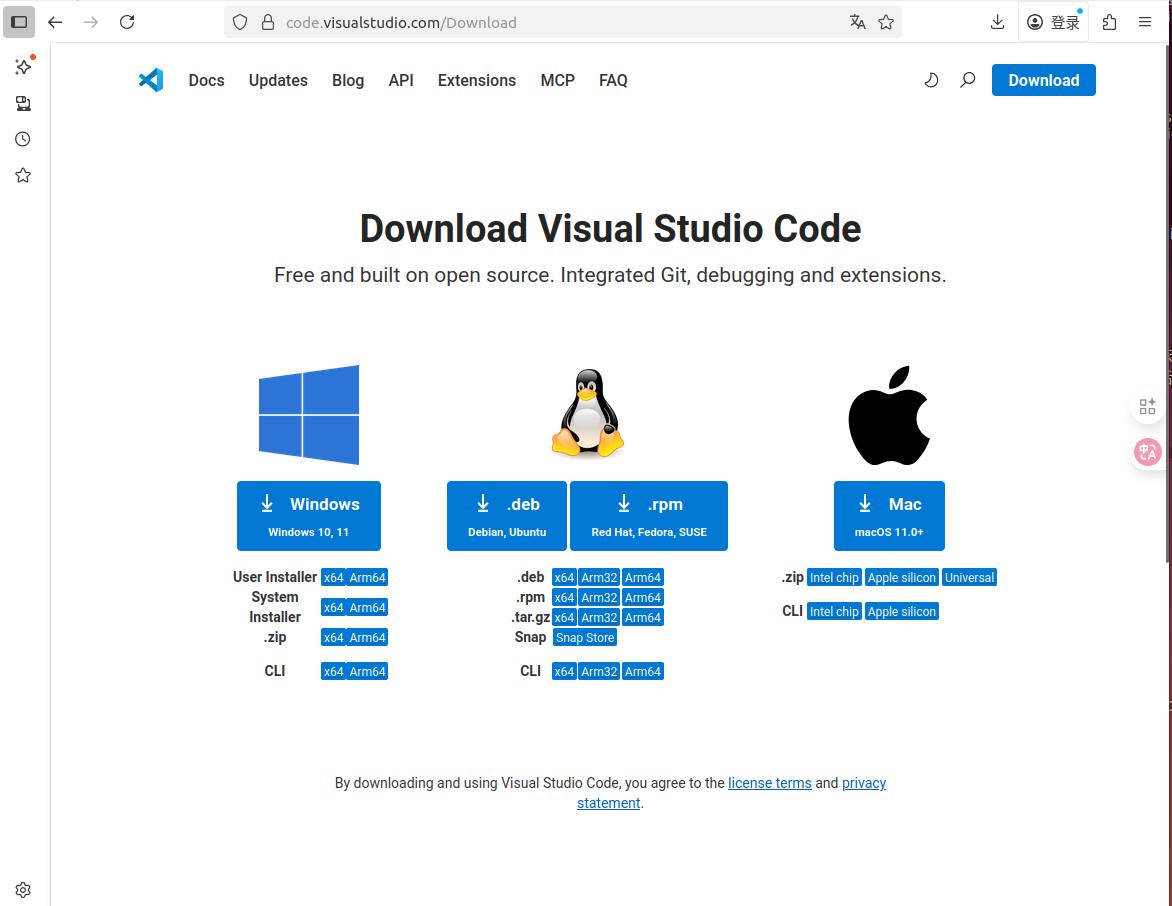 code.visualstudio.com/Download
登录
Docs Updates Blog API Extensions MCP FAQ
Download
Download Visual Studio Code
Free and built on open source. Integrated Git, debugging and extensions.
Windows
Windows 10, 11
User Installer x64 Arm64
System Installer x64 Arm64
.zip x64 Arm64
CLI x64 Arm64
.deb
Debian, Ubuntu
.rpm
Red Hat, Fedora, SUSE
.deb x64 Arm32 Arm64
.rpm x64 Arm32 Arm64
.tar.gz x64 Arm32 Arm64
Snap Snap Store
CLI x64 Arm32 Arm64
Mac
macOS 11.0+
.zip Intel chip Apple silicon Universal
CLI Intel chip Apple silicon
By downloading and using Visual Studio Code, you agree to the license terms and privacy
statement.